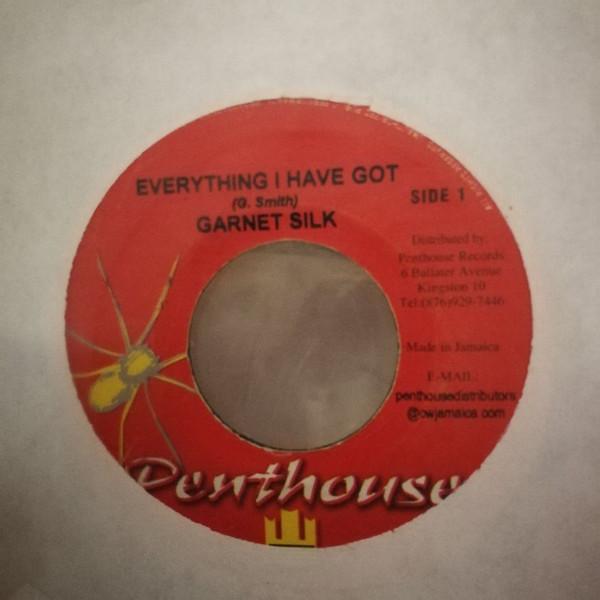 EVERYTHING I HAVE GOT
(G. Smith)
GARNET SILK
SIDE 1
Distributed by:
Penthouse Records
6 Ballater Avenue
Kingston 10
Tel:(876)929-7446
Made in Jamaica
E-MAIL:
penthousedistributors
@cwjamaica.com
Penthouse